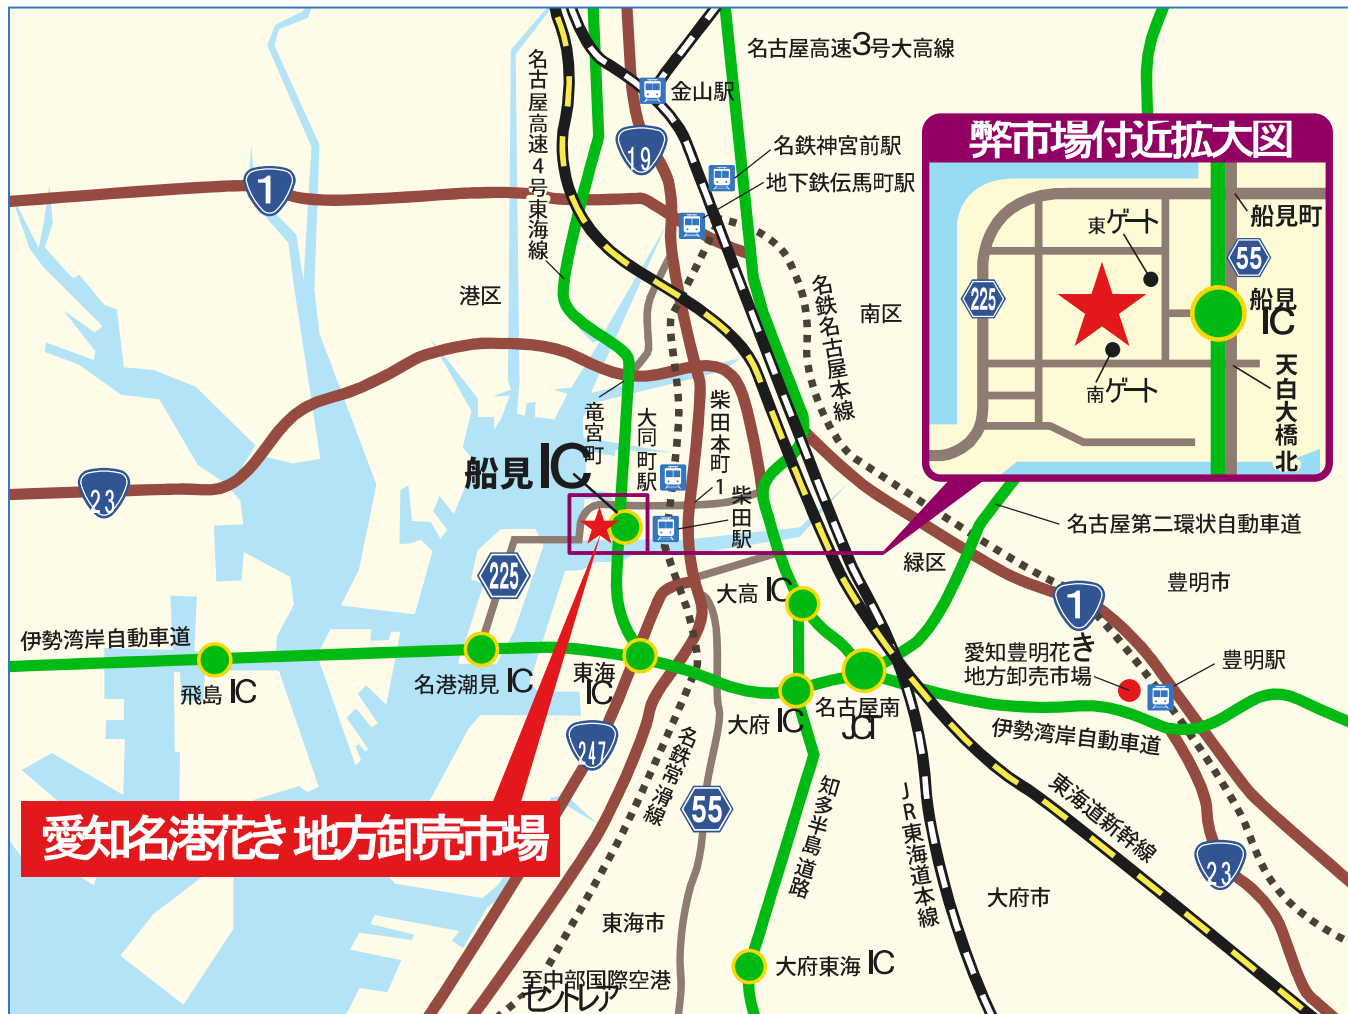 名古屋高速3号大高線
名古屋高速4号東海線
金山駅
19
名鉄神宮前駅
地下鉄伝馬町駅
1
港区
南区
名鉄名古屋本線
弊市場付近拡大図
船見町
東ゲート
55
225
船見
IC
南ゲート
天白大橋北
竜宮町
大同町駅
柴田本町1
柴田駅
船見IC
23
225
名古屋第二環状自動車道
緑区
豊明市
大高IC
1
伊勢湾岸自動車道
飛島IC
名港潮見IC
東海
IC
大府IC
名古屋南
JCT
愛知豊明花き
地方卸売市場
豊明駅
伊勢湾岸自動車道
247
名鉄常滑線
55
知多半島道路
JR東海道本線
東海道新幹線
23
愛知名港花き地方卸売市場
東海市
大府市
大府東海IC
至中部国際空港
セントレア